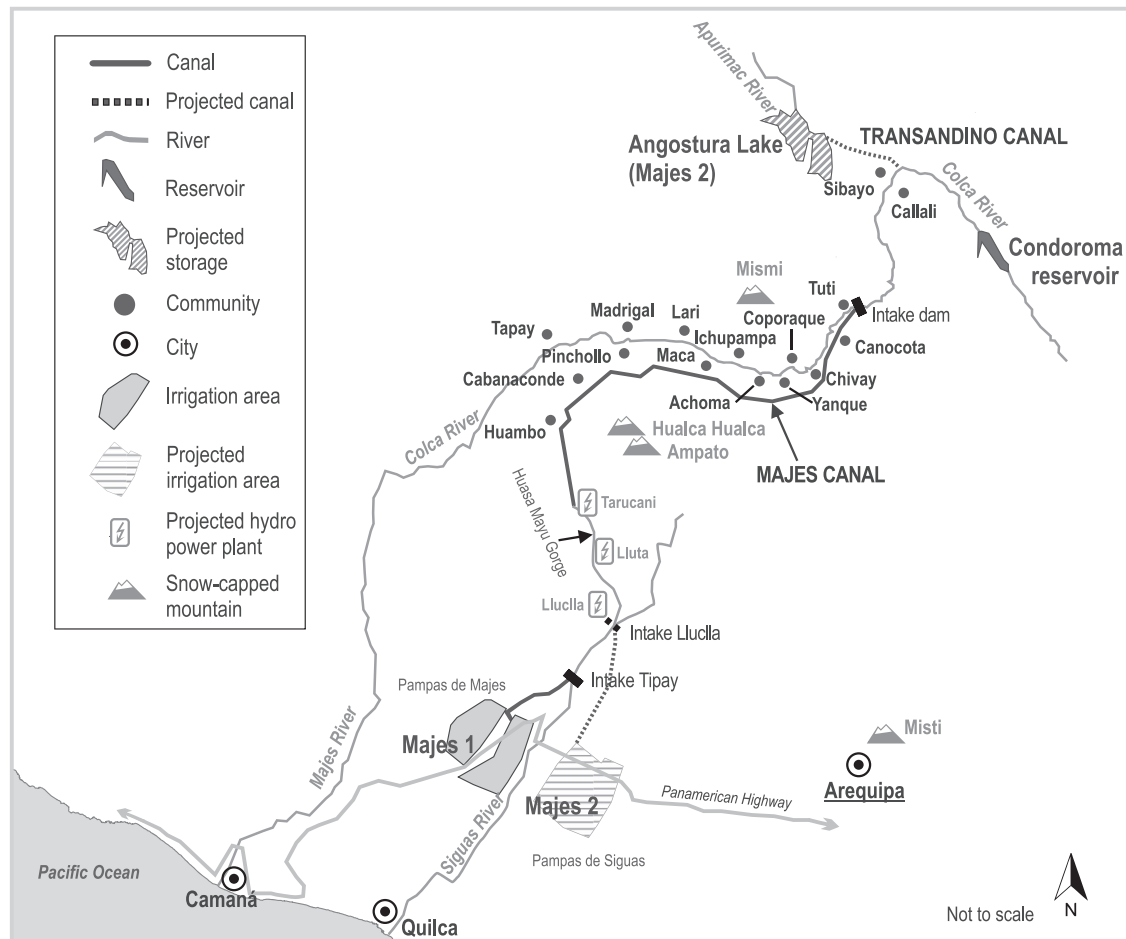 Canal
Projected canal
River
Reservoir
Projected
storage
Community
City
Irrigation area
Projected
irrigation area
Projected hydro
power plant
Snow-capped
mountain
Apurimac River
Angostura Lake
(Majes 2)
TRANSANDINO CANAL
Sibayo
Callali
Colca River
Condoroma
reservoir
Mismi
Tuti
Intake dam
Coporaque
Canocota
Madrigal
Lari
Ichupampa
Tapay
Pinchollo
Maca
Cabanaconde
Chivay
Achoma
Yanque
Huambo
Hualca Hualca
Ampato
MAJES CANAL
Colca River
Huasa Mayu Gorge
Tarucani
Lluta
Lluclla
Intake Lluclla
Intake Tipay
Pampas de Majes
Majes 1
Majes River
Misti
Arequipa
Majes 2
Panamerican Highway
Siguas River
Pampas de Siguas
Pacific Ocean
Camaná
Quilca
Not to scale
N